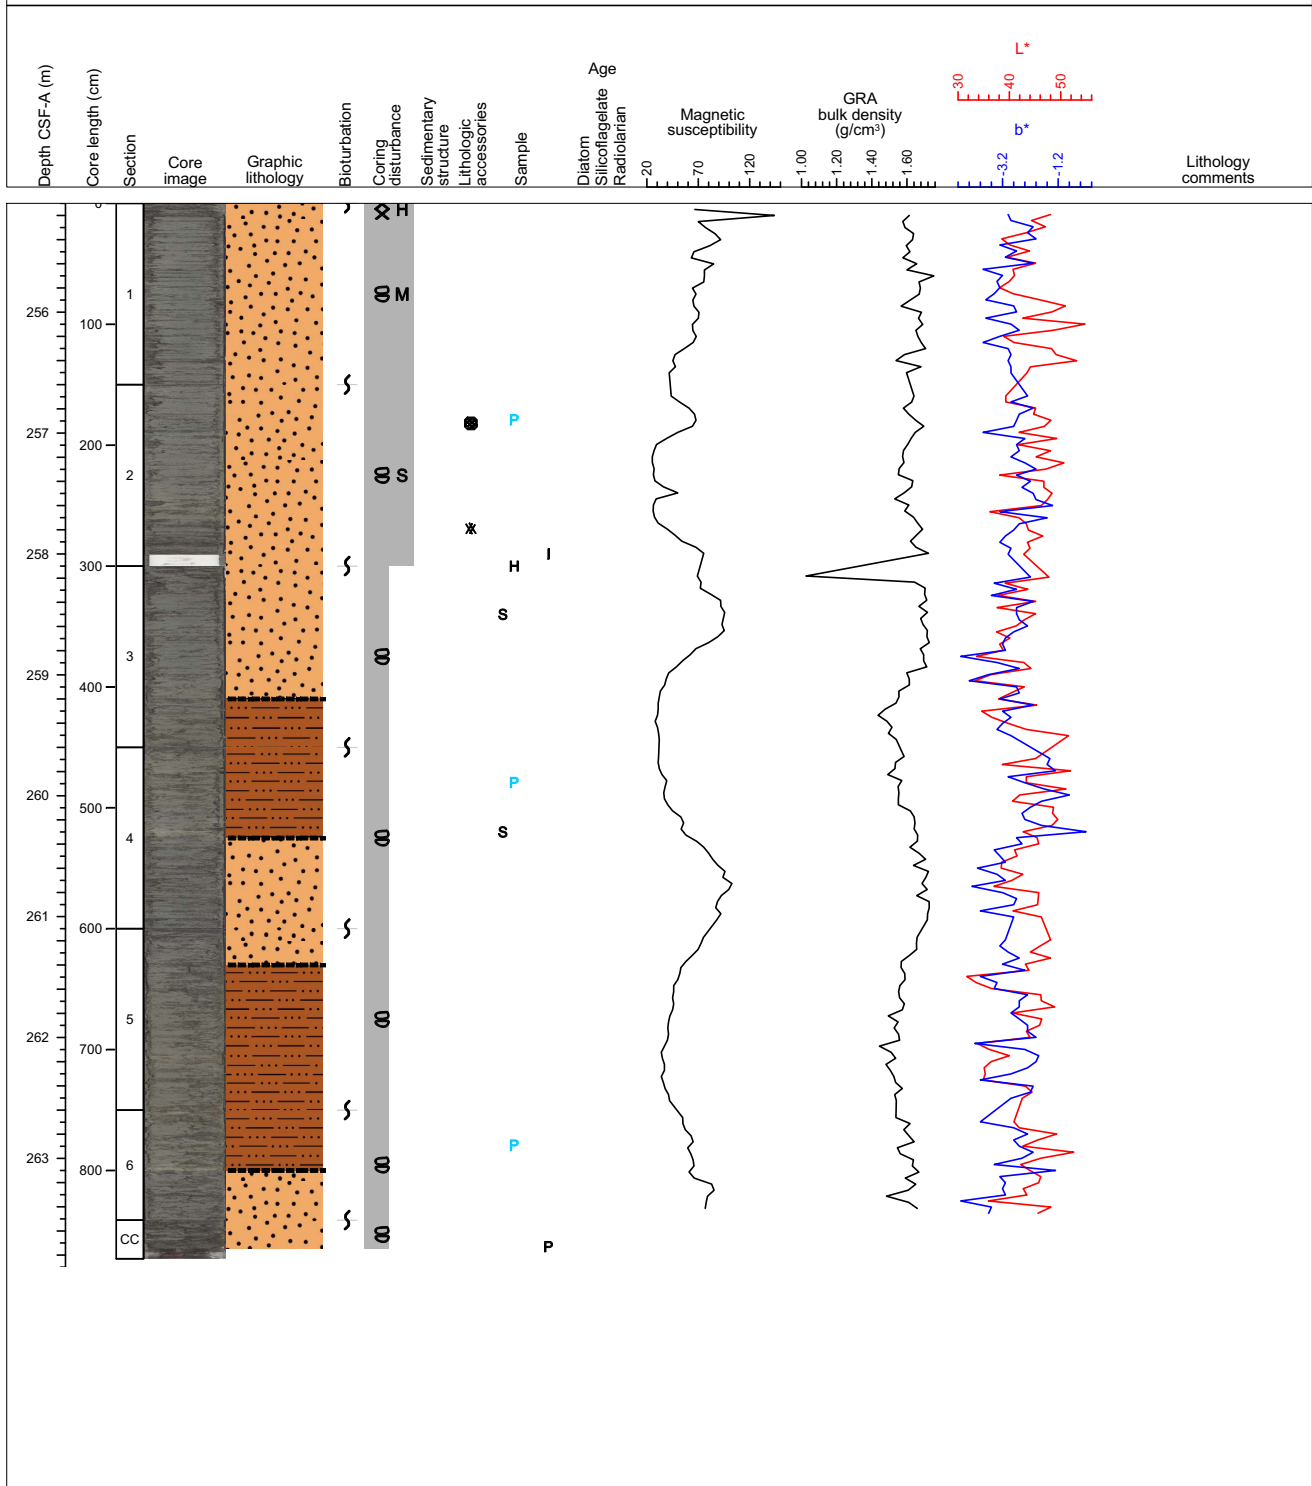 Depth CSF-A (m)
Core length (cm)
Section
Core
image
Graphic
lithology
Bioturbation
Coring
disturbance
Sedimentary
structure
Lithologic
accessories
Sample
Age
Diatom
Silicoflagelate
Radiolarian
Magnetic
susceptibility
20 70 120
GRA
bulk density
(g/cm³)
1.00 1.20 1.40 1.60
L*
30 40 50
b*
-3.2 -1.2
Lithology
comments
0
H
1
M
256
100
P
257
200
2
S
258
300
I
H
S
3
259
400
P
260
500
S
4
261
600
5
262
700
P
263
6
800
CC
P